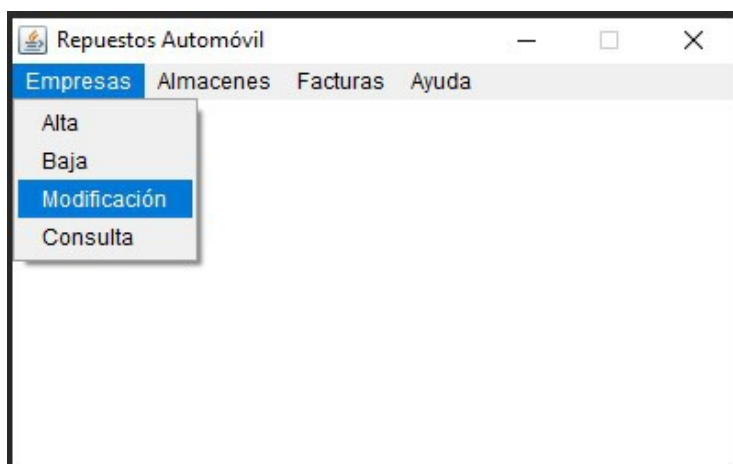 Repuestos Automóvil
Empresas Almacenes Facturas Ayuda
Alta
Baja
Modificación
Consulta